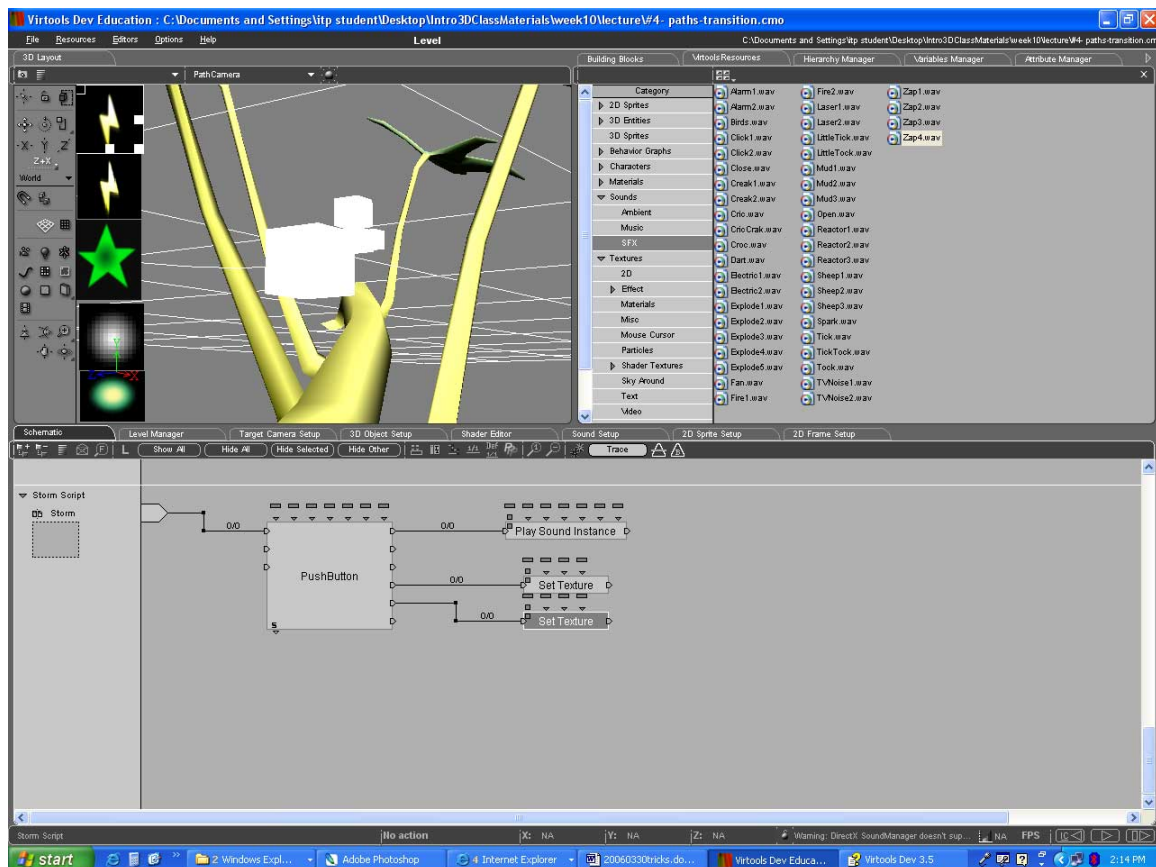 Virtools Dev Education : C:\Documents and Settings\itp student\Desktop\Intro3DClassMaterials\week10\lecture\#4- paths-transition.cmo
File Resources Editors Options Help Level C:\Documents and Settings\itp student\Desktop\Intro3DClassMaterials\week10\lecture\#4- paths-transition.cm
3D Layout
PathCamera
-X- Y Z
Z+X
World
Building Blocks VirtoolsResources Hierarchy Manager Variables Manager Attribute Manager
X
Category
2D Sprites
3D Entities
3D Sprites
Behavior Graphs
Characters
Materials
Sounds
Ambient
Music
SFX
Textures
2D
Effect
Materials
Misc
Mouse Cursor
Particles
Shader Textures
Sky Around
Text
Video
Alarm1.wav Fire2.wav Zap1.wav
Alarm2.wav Laser1.wav Zap2.wav
Birds.wav Laser2.wav Zap3.wav
Click1.wav LittleTick.wav Zap4.wav
Click2.wav LittleTock.wav
Close.wav Mud1.wav
Creak1.wav Mud2.wav
Creak2.wav Mud3.wav
Cric.wav Open.wav
CricCrak.wav Reactor1.wav
Croc.wav Reactor2.wav
Dart.wav Reactor3.wav
Electric1.wav Sheep1.wav
Electric2.wav Sheep2.wav
Explode1.wav Sheep3.wav
Explode2.wav Spark.wav
Explode3.wav Tick.wav
Explode4.wav TickTock.wav
Explode5.wav Tock.wav
Fan.wav TVNoise1.wav
Fire1.wav TVNoise2.wav
Schematic Level Manager Target Camera Setup 3D Object Setup Shader Editor Sound Setup 2D Sprite Setup 2D Frame Setup
L Show All Hide All Hide Selected Hide Other Trace
Storm Script
Storm
0/0 PushButton 0/0 Play Sound Instance
0/0 Set Texture
0/0 Set Texture
S
Storm Script No action X: NA Y: NA Z: NA Warning: DirectX SoundManager doesn't sup... NA FPS
start 2 Windows Expl... Adobe Photoshop 4 Internet Explorer 20060330tricks.do... Virtools Dev Educa... Virtools Dev 3.5 2:14 PM